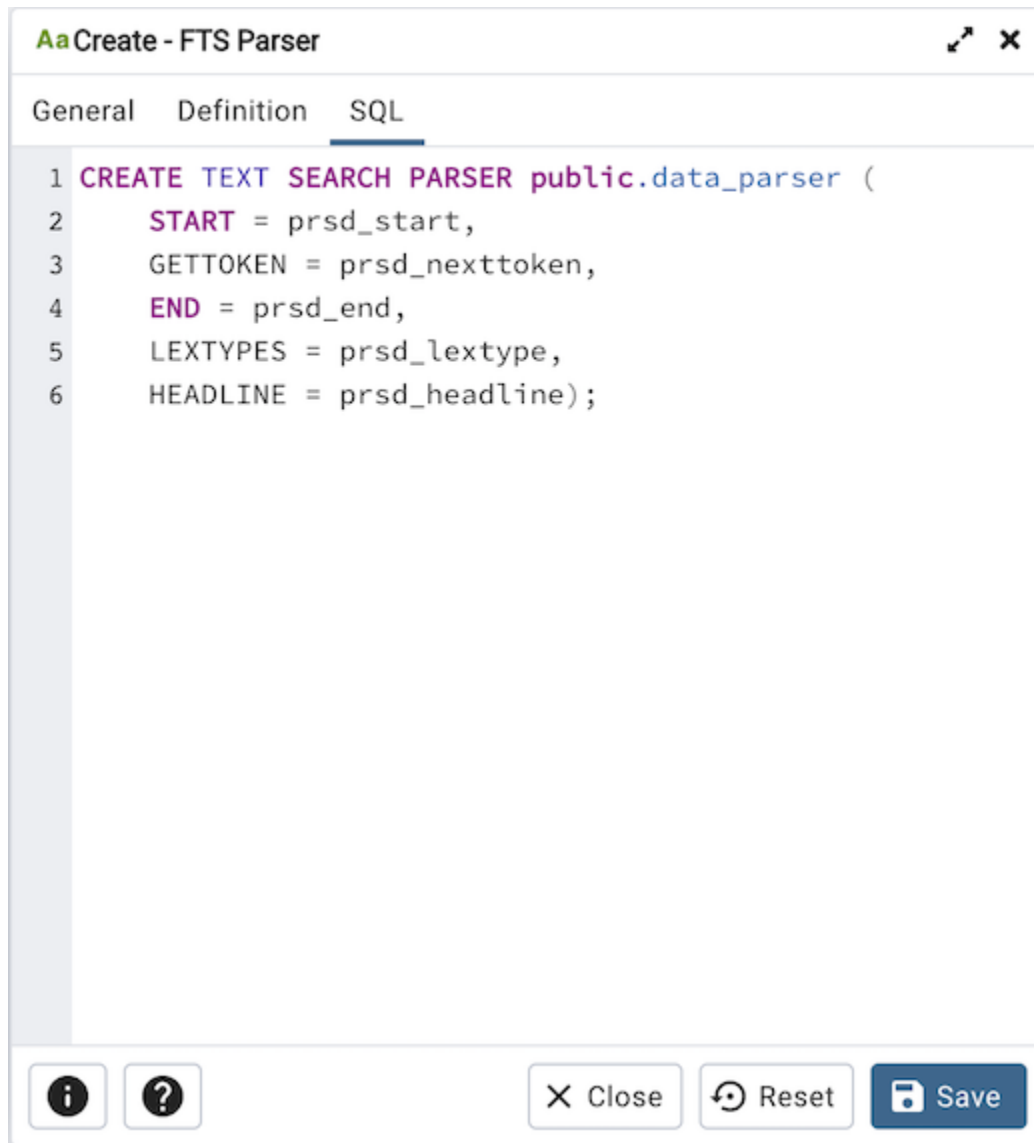 Aa Create - FTS Parser
General Definition SQL
1 CREATE TEXT SEARCH PARSER public.data_parser (
2 START = prsd_start,
3 GETTOKEN = prsd_nexttoken,
4 END = prsd_end,
5 LEXTYPES = prsd_lextype,
6 HEADLINE = prsd_headline);
Close Reset Save